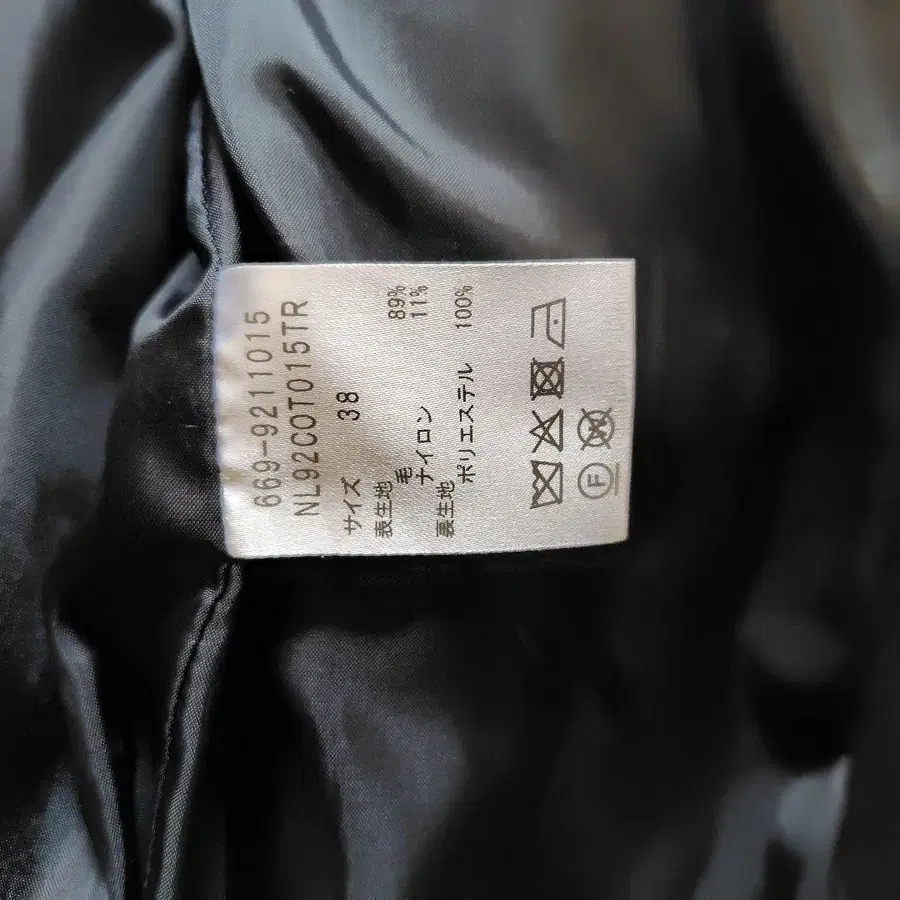 669-9211015
NL92COT015TR
サイズ 38
表生地
毛 89%
ナイロン 11%
裏生地
ポリエステル 100%
F
W